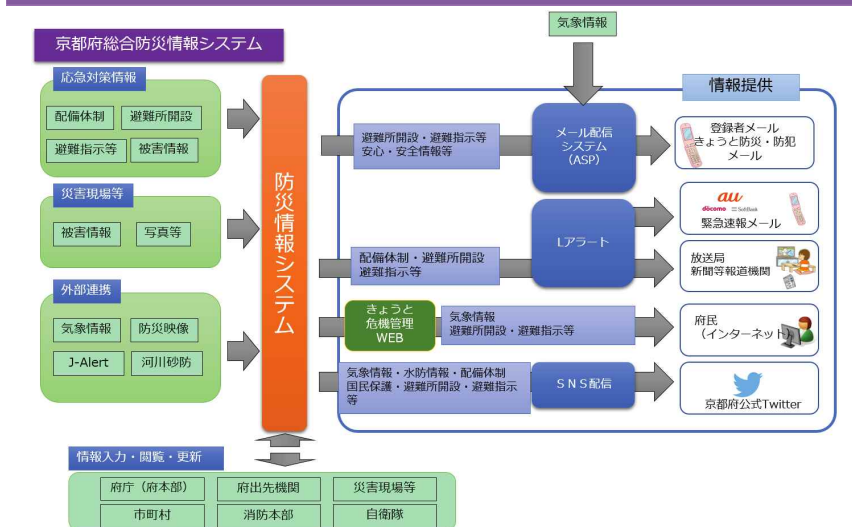 気象情報
京都府総合防災情報システム
応急対策情報
配備体制
避難所開設
避難指示等
被害情報
災害現場等
被害情報
写真等
外部連携
気象情報
防災映像
J-Alert
河川砂防
防災情報システム
情報提供
避難所開設・避難指示等
安心・安全情報等
メール配信
システム
(ASP)
登録者メール
きょうと防災・防犯
メール
配備体制・避難所開設
避難指示等
Lアラート
au
döcomo
SoftBank
緊急速報メール
放送局
新聞等報道機関
きょうと
危機管理
WEB
気象情報
避難所開設・避難指示等
府民
(インターネット)
気象情報・水防情報・配備体制
国民保護・避難所開設・避難指示
等
SNS配信
京都府公式Twitter
情報入力・閲覧・更新
府庁(府本部)
府出先機関
災害現場等
市町村
消防本部
自衛隊